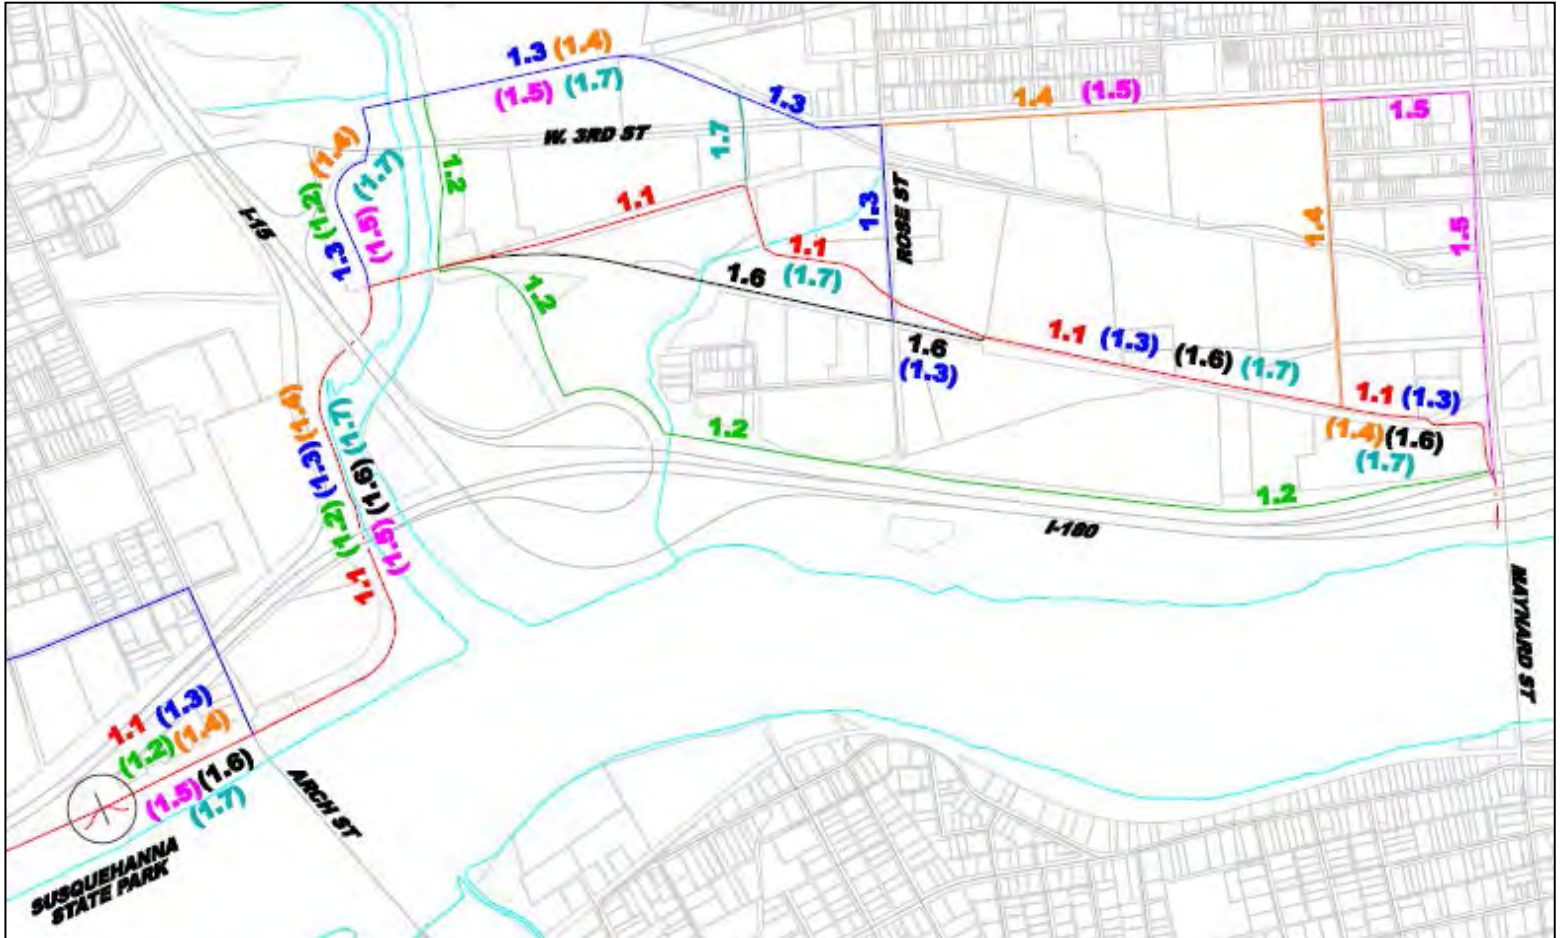 1.3 (1.4)
(1.5) (1.7)
1.3
1.4 (1.5)
1.5
W. 3RD ST
1.7
(1.4)
(1.7)
1.2
1.3 (1.2)
(1.5)
1.1
I-15
1.3
ROSE ST
1.4
1.5
1.1
(1.7)
1.2
1.6
1.6
(1.3)
1.1 (1.3) (1.6) (1.7)
1.1 (1.3)
(1.4)(1.6)
(1.7)
1.1 (1.2) (1.3)(1.4)
(1.5) (1.6) (1.7)
1.2
1.2
I-180
MAYNARD ST
1.1 (1.3)
(1.2)(1.4)
(1.5)(1.6)
(1.7)
ARCH ST
SUSQUEHANNA
STATE PARK